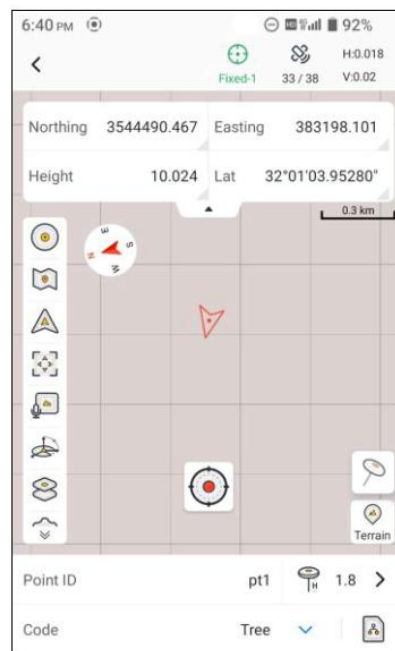 6:40 PM 92%
H:0.018
Fixed-1 33 / 38 V:0.02
Northing 3544490.467 Easting 383198.101
Height 10.024 Lat 32°01'03.95280"
0.3 km
E
N S
W
Terrain
Point ID pt1 H 1.8
Code Tree